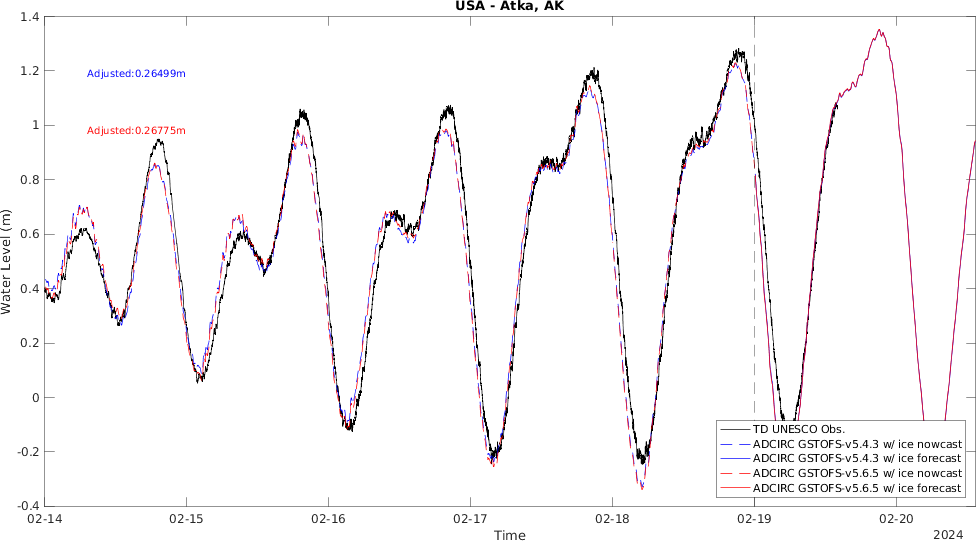 USA - Atka, AK
1.4
1.2
1
0.8
0.6
0.4
0.2
0
-0.2
-0.4
Water Level (m)
Adjusted:0.26499m
Adjusted:0.26775m
TD UNESCO Obs.
ADCIRC GSTOFS-v5.4.3 w/ ice nowcast
ADCIRC GSTOFS-v5.4.3 w/ ice forecast
ADCIRC GSTOFS-v5.6.5 w/ ice nowcast
ADCIRC GSTOFS-v5.6.5 w/ ice forecast
02-14 02-15 02-16 02-17 02-18 02-19 02-20
Time
2024